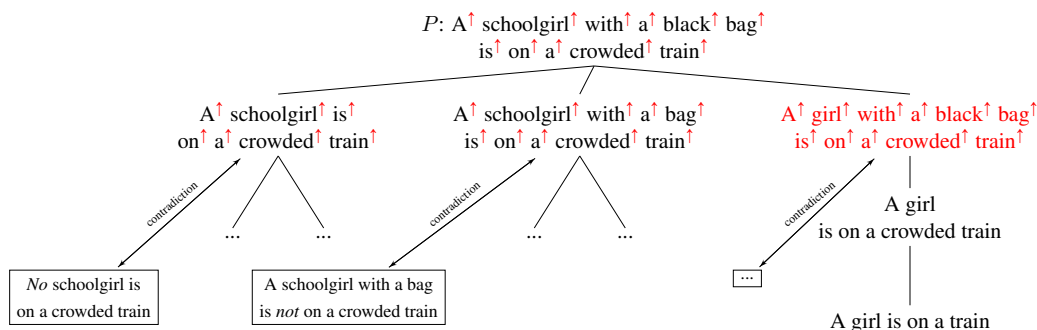 P: A↑ schoolgirl↑ with↑ a↑ black↑ bag↑
is↑ on↑ a↑ crowded↑ train↑
A↑ schoolgirl↑ is↑
on↑ a↑ crowded↑ train↑
A↑ schoolgirl↑ with↑ a↑ bag↑
is↑ on↑ a↑ crowded↑ train↑
A↑ girl↑ with↑ a↑ black↑ bag↑
is↑ on↑ a↑ crowded↑ train↑
contradiction
contradiction
contradiction
... ...
... ...
A girl
is on a crowded train
No schoolgirl is
on a crowded train
A schoolgirl with a bag
is not on a crowded train
...
A girl is on a train